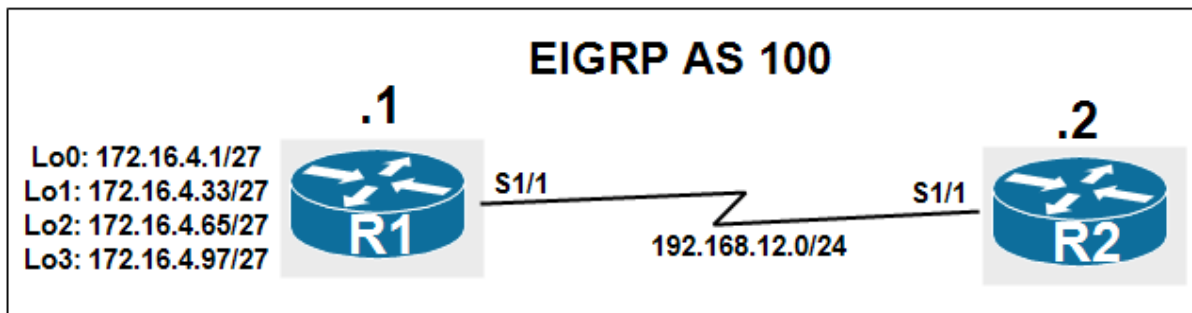 EIGRP AS 100
.1
.2
Lo0: 172.16.4.1/27
Lo1: 172.16.4.33/27
Lo2: 172.16.4.65/27
Lo3: 172.16.4.97/27
R1
S1/1
S1/1
R2
192.168.12.0/24